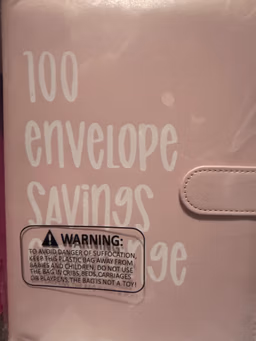 100
envelope
savings
WARNING:
TO AVOID DANGER OF SUFFOCATION,
KEEP THIS PLASTIC BAG AWAY FROM
BABIES AND CHILDREN. DO NOT USE
THE BAG IN CRIBS, BEDS, CARRIAGES
OR PLAYPENS. THE BAG IS NOT A TOY!